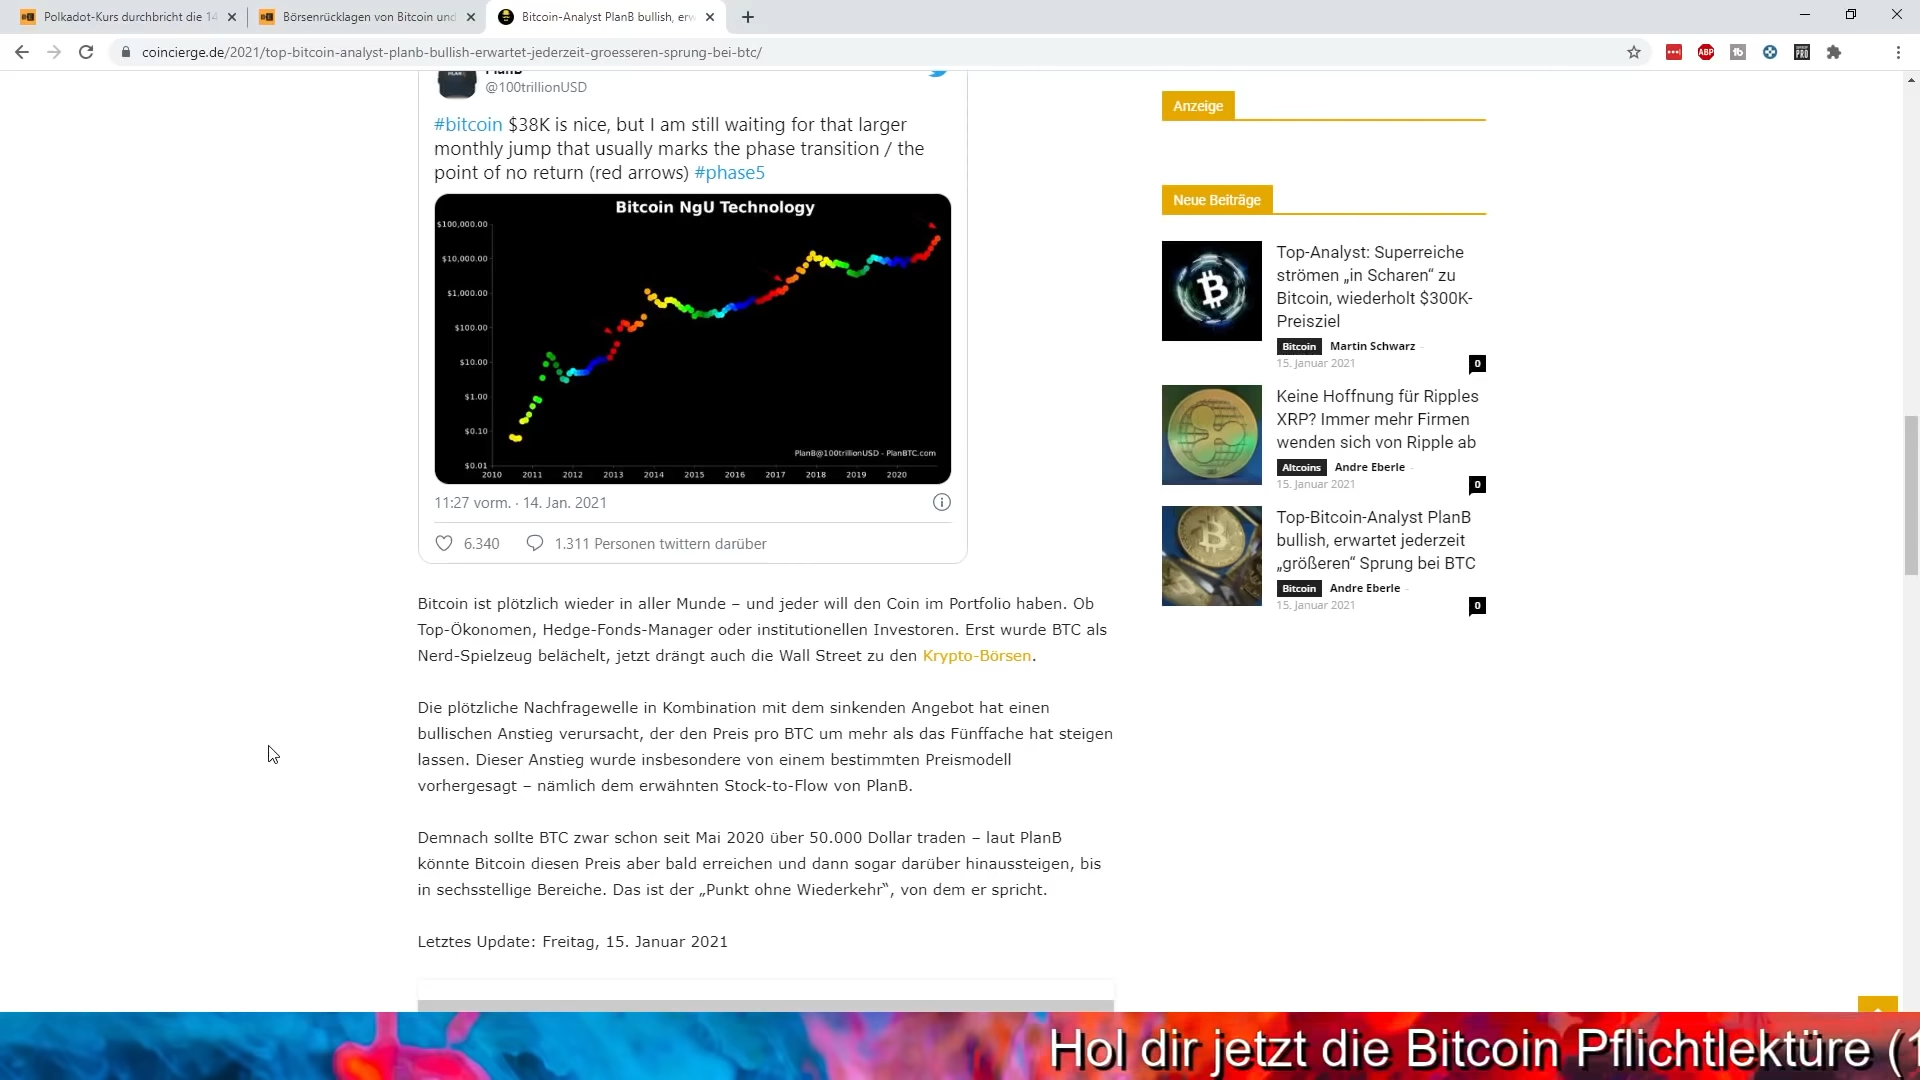 Polkadot-Kurs durchbricht die 14
Börsenrücklagen von Bitcoin und
Bitcoin-Analyst PlanB bullish, erw
coincierge.de/2021/top-bitcoin-analyst-planb-bullish-erwartet-jederzeit-groesseren-sprung-bei-btc/
ABP
fb
PRO
PlanB
@100trillionUSD
#bitcoin $38K is nice, but I am still waiting for that larger
monthly jump that usually marks the phase transition / the
point of no return (red arrows) #phase5
Bitcoin NgU Technology
$100,000.00
$10,000.00
$1,000.00
$100.00
$10.00
$1.00
$0.10
$0.01
PlanB@100trillionUSD - PlanBTC.com
2010 2011 2012 2013 2014 2015 2016 2017 2018 2019 2020
11:27 vorm. · 14. Jan. 2021
6.340 1.311 Personen twittern darüber
Bitcoin ist plötzlich wieder in aller Munde – und jeder will den Coin im Portfolio haben. Ob
Top-Ökonomen, Hedge-Fonds-Manager oder institutionellen Investoren. Erst wurde BTC als
Nerd-Spielzeug belächelt, jetzt drängt auch die Wall Street zu den Krypto-Börsen.
Die plötzliche Nachfragewelle in Kombination mit dem sinkenden Angebot hat einen
bullischen Anstieg verursacht, der den Preis pro BTC um mehr als das Fünffache hat steigen
lassen. Dieser Anstieg wurde insbesondere von einem bestimmten Preismodell
vorhergesagt – nämlich dem erwähnten Stock-to-Flow von PlanB.
Demnach sollte BTC zwar schon seit Mai 2020 über 50.000 Dollar traden – laut PlanB
könnte Bitcoin diesen Preis aber bald erreichen und dann sogar darüber hinaussteigen, bis
in sechsstellige Bereiche. Das ist der „Punkt ohne Wiederkehr“, von dem er spricht.
Letztes Update: Freitag, 15. Januar 2021
Anzeige
Neue Beiträge
Top-Analyst: Superreiche
strömen „in Scharen“ zu
Bitcoin, wiederholt $300K-
Preisziel
Bitcoin Martin Schwarz -
15. Januar 2021
0
Keine Hoffnung für Ripples
XRP? Immer mehr Firmen
wenden sich von Ripple ab
Altcoins Andre Eberle -
15. Januar 2021
0
Top-Bitcoin-Analyst PlanB
bullish, erwartet jederzeit
„größeren“ Sprung bei BTC
Bitcoin Andre Eberle -
15. Januar 2021
0
Hol dir jetzt die Bitcoin Pflichtlektüre (1